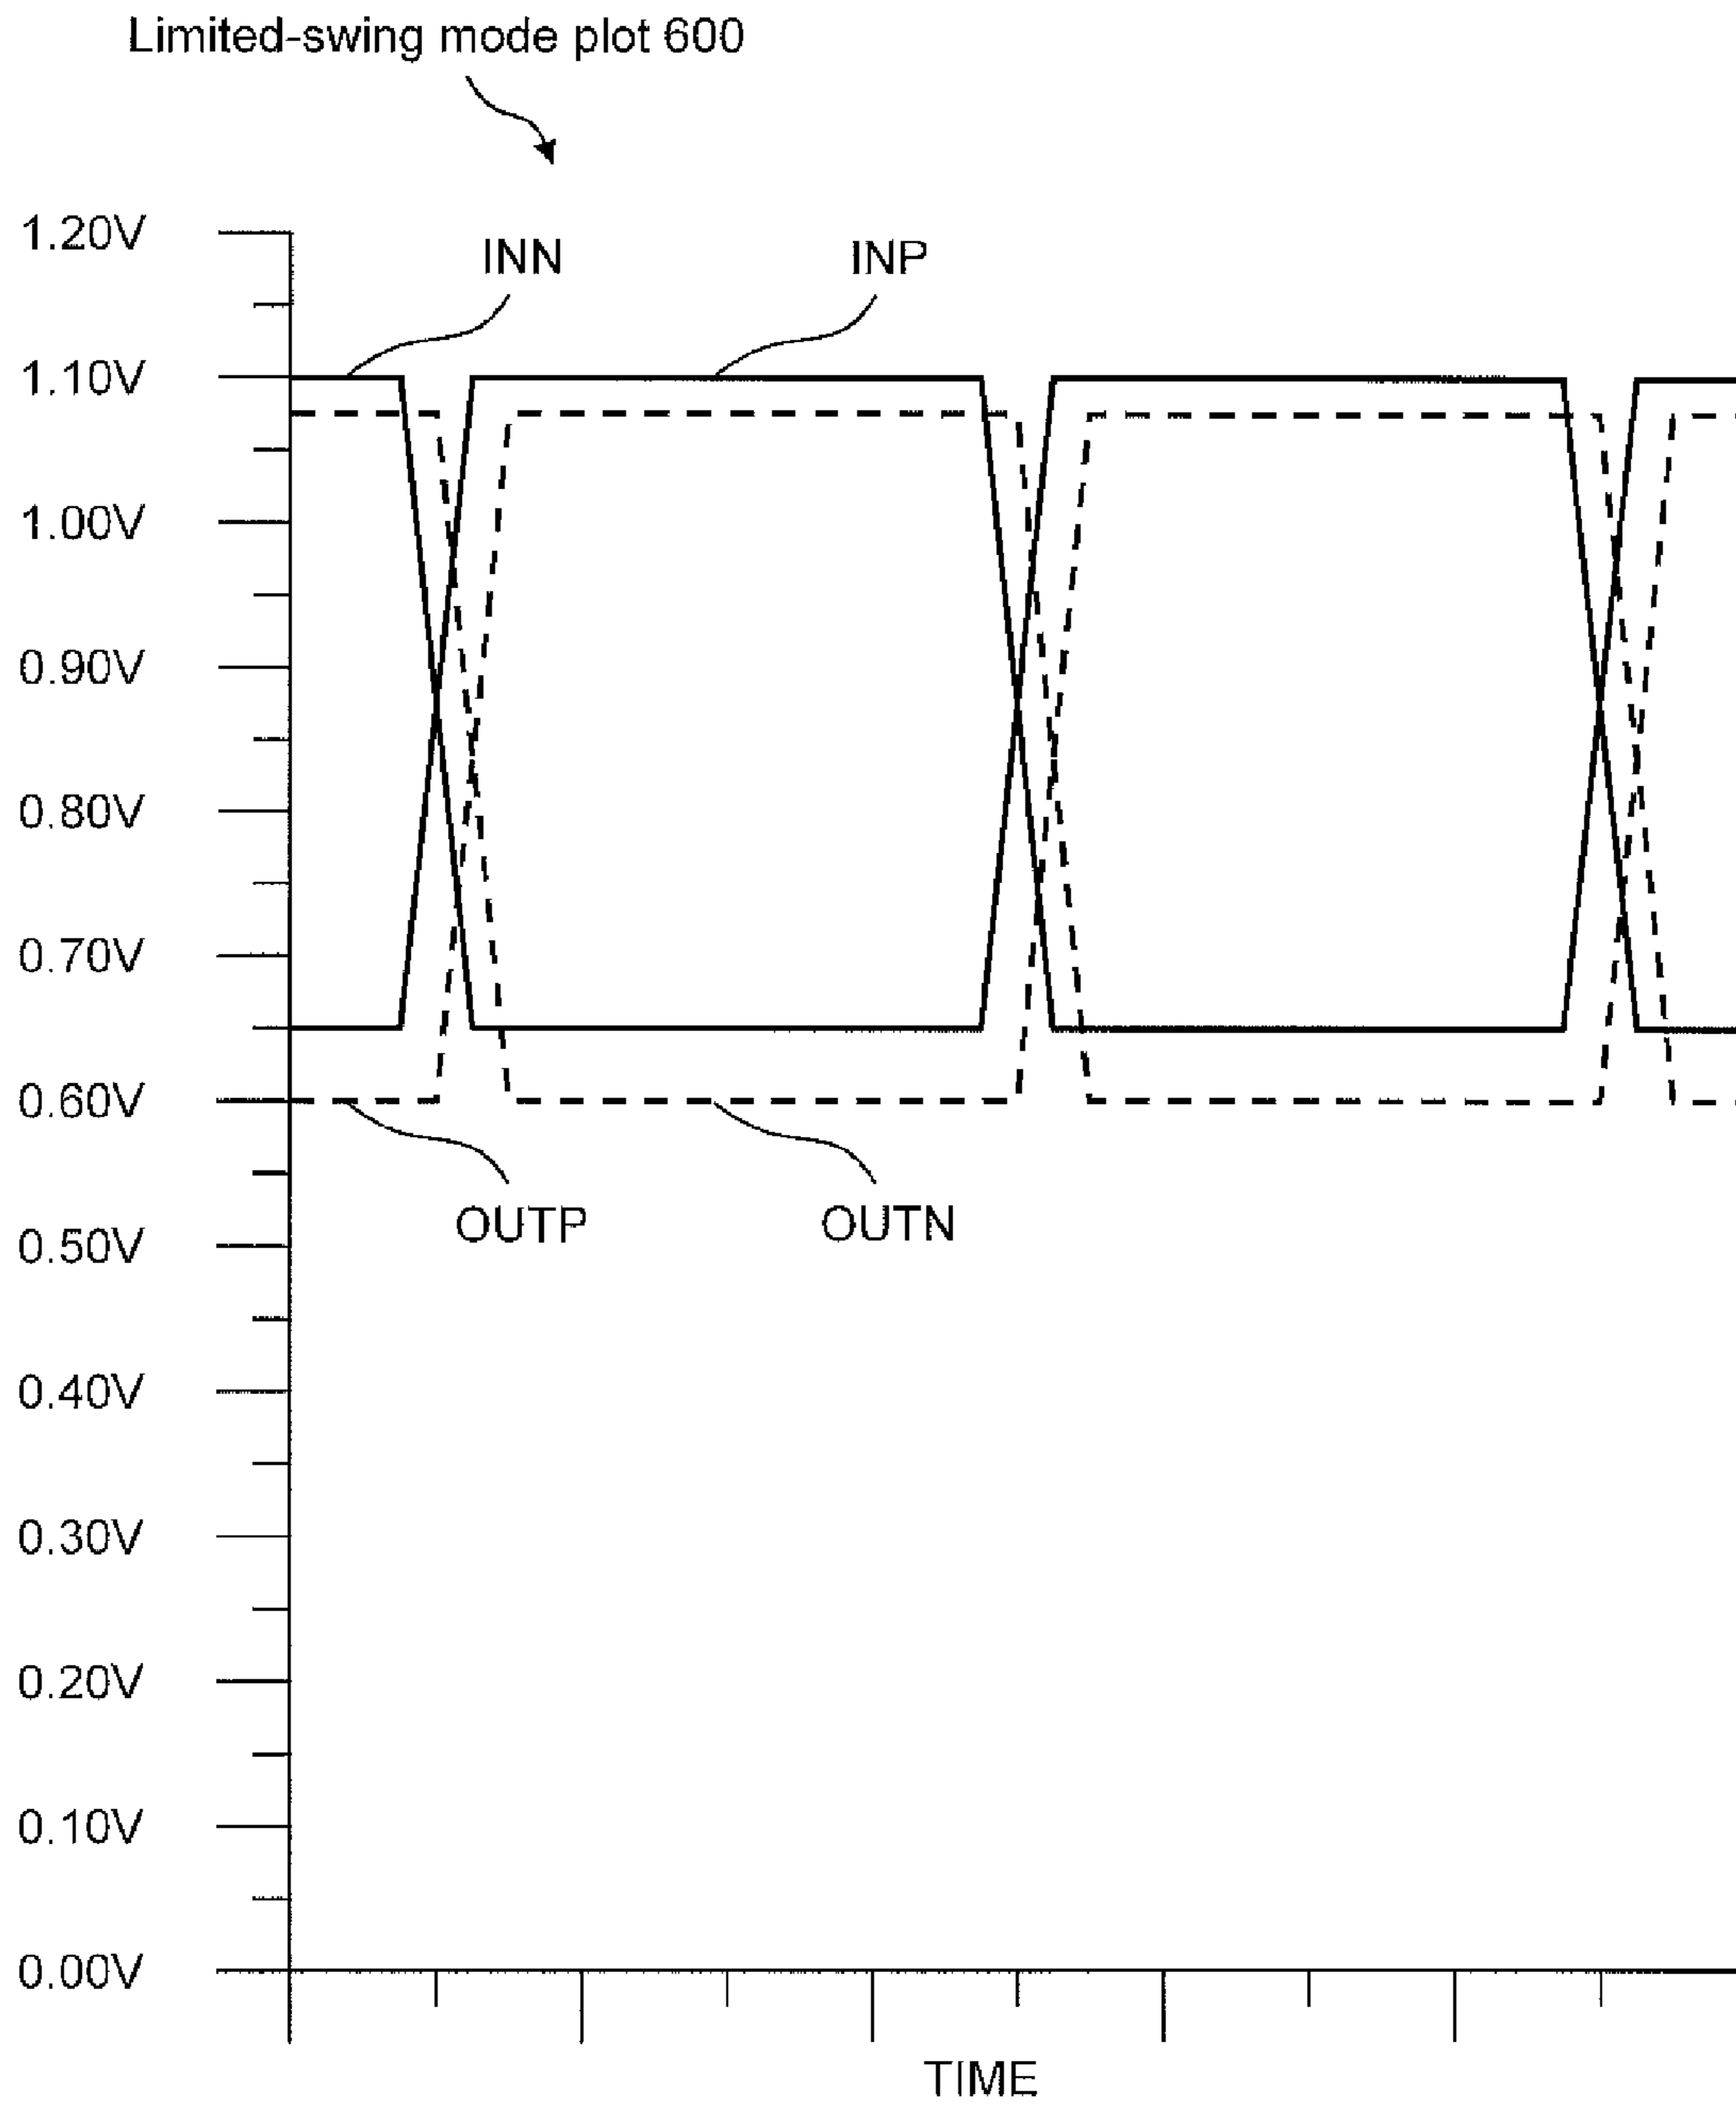 Limited-swing mode plot 600
1.20V
INN
INP
1.10V
1.00V
0.90V
0.80V
0.70V
0.60V
OUTP
OUTN
0.50V
0.40V
0.30V
0.20V
0.10V
0.00V
TIME